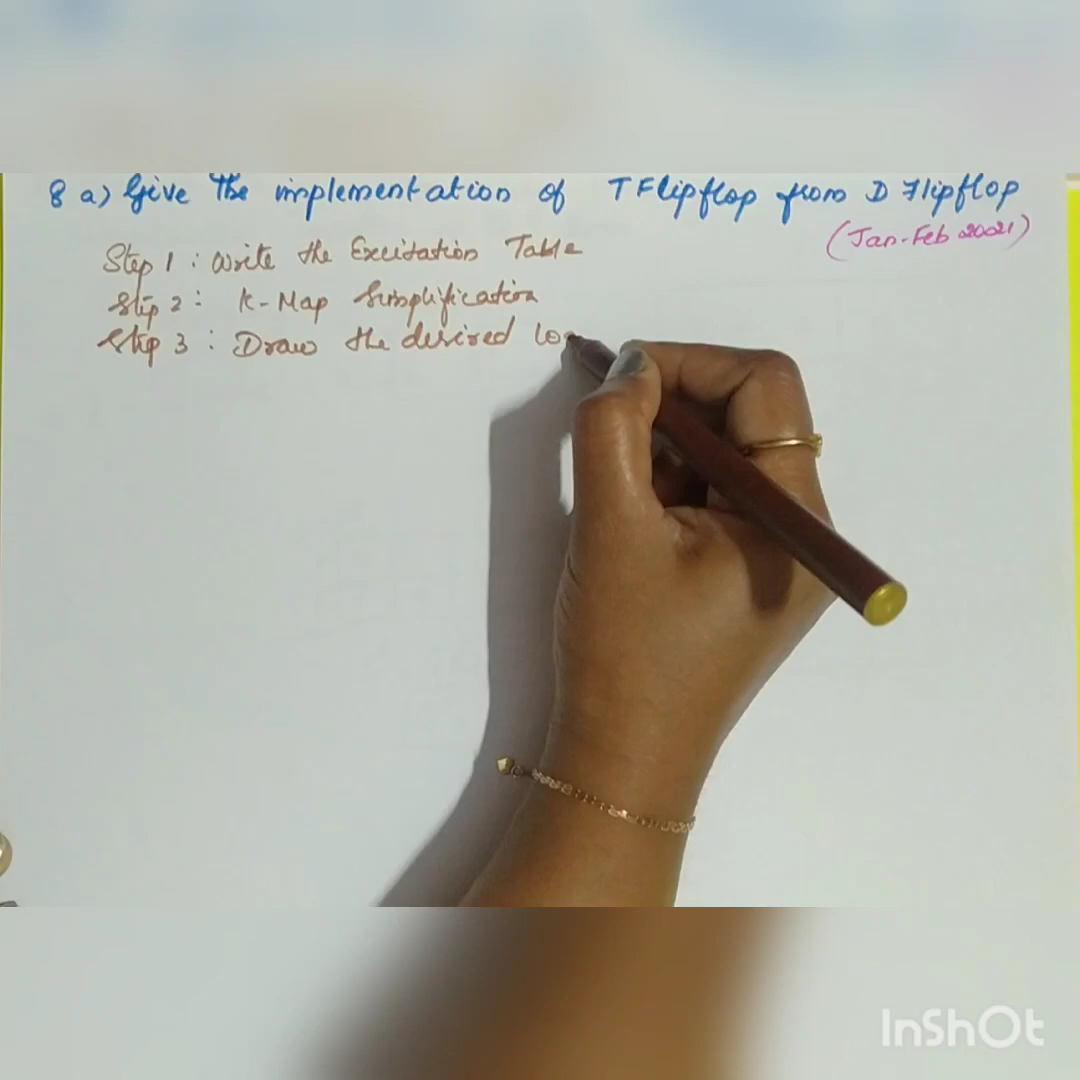 8 a) Give the implementation of T Flipflop from D Flipflop
(Jan-Feb 2021)
Step 1 : Write the Excitation Table
Step 2 : K-Map Simplification
Step 3 : Draw the desired lo
InShOt